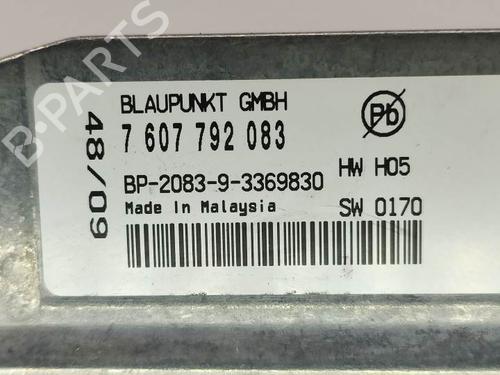 BLAUPUNKT GMBH
7 607 792 083
48/09
Pb
BP-2083-9-3369830
HW H05
Made In Malaysia
SW 0170
B-PARTS